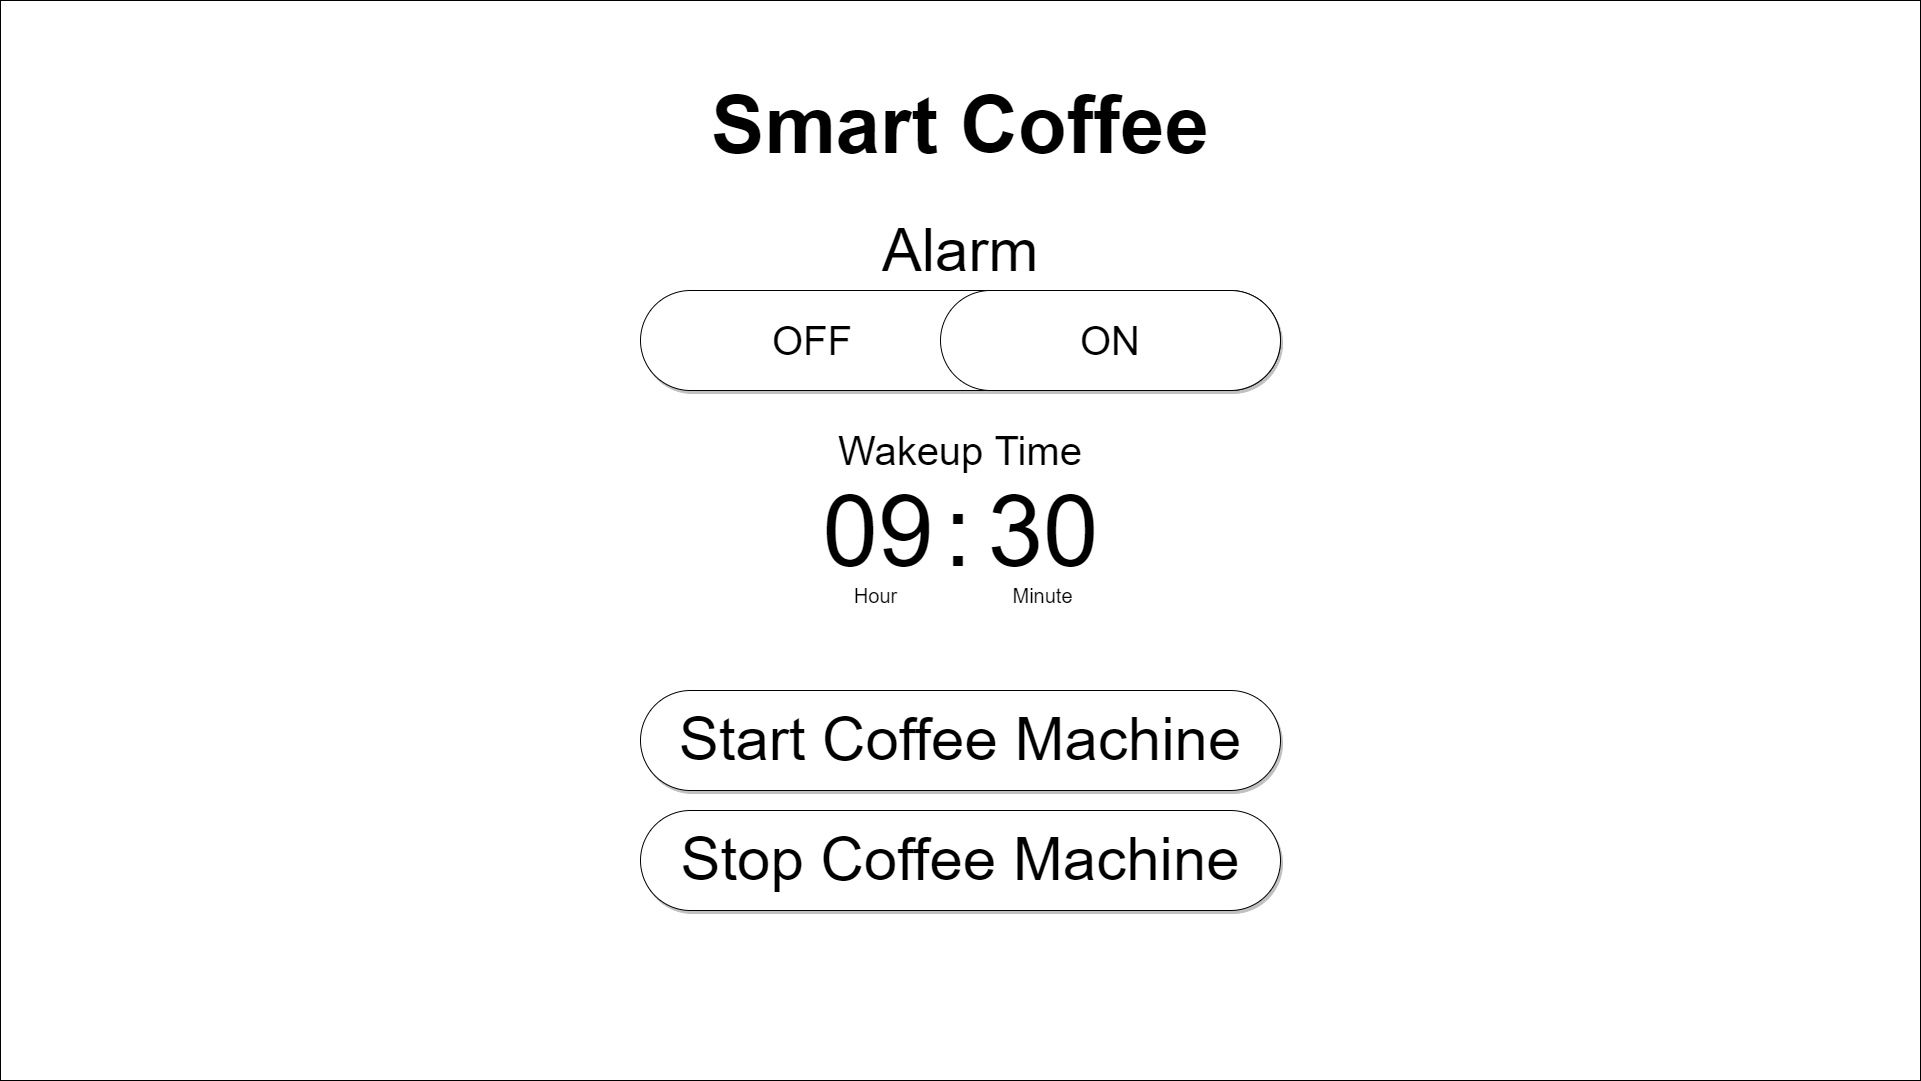 Smart Coffee
Alarm
OFF ON
Wakeup Time
09 : 30
Hour Minute
Start Coffee Machine
Stop Coffee Machine